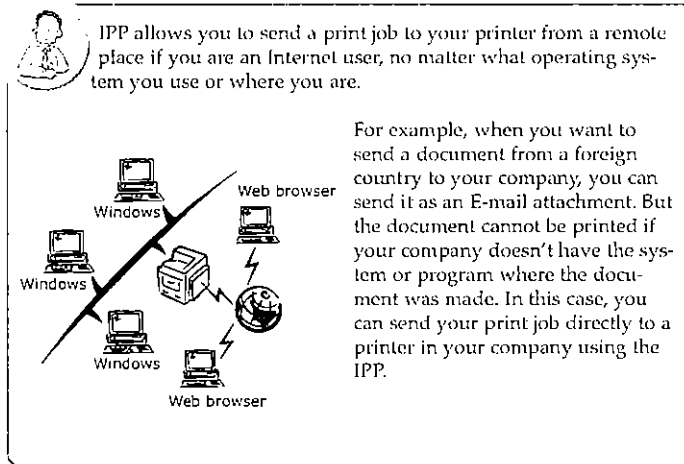 IPP allows you to send a print job to your printer from a remote
place if you are an Internet user, no matter what operating sys-
tem you use or where you are.
For example, when you want to
send a document from a foreign
country to your company, you can
send it as an E-mail attachment. But
the document cannot be printed if
your company doesn't have the sys-
tem or program where the docu-
ment was made. In this case, you
can send your print job directly to a
printer in your company using the
IPP.
Windows
Web browser
Windows
Windows
Web browser